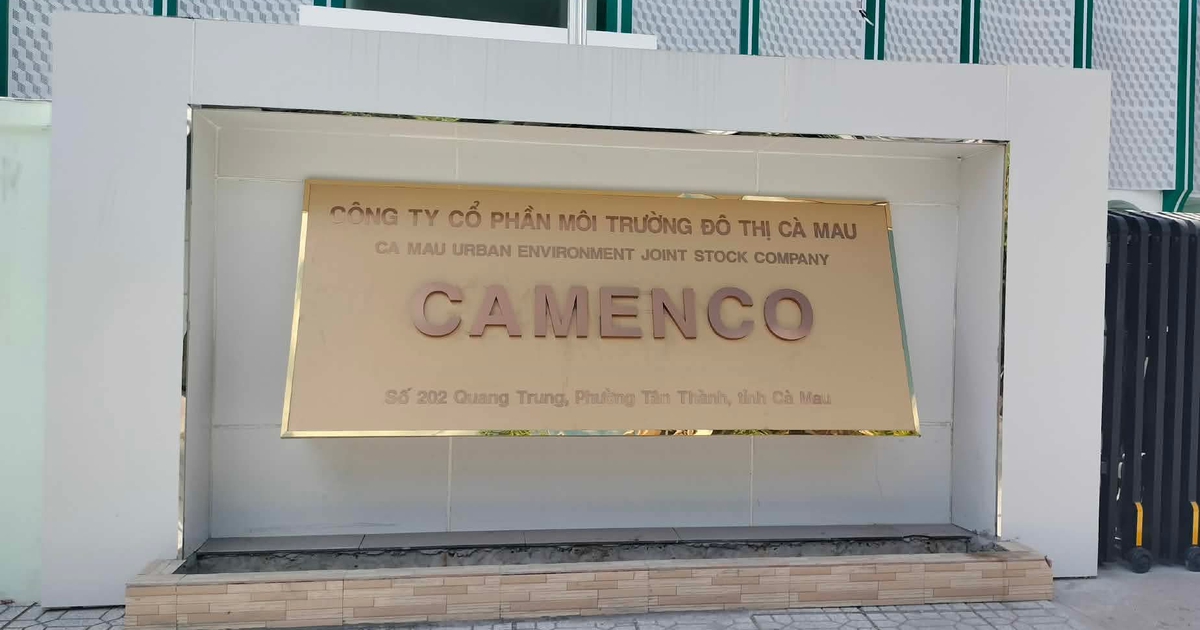 CÔNG TY CỔ PHẦN MÔI TRƯỜNG ĐÔ THỊ CÀ MAU
CA MAU URBAN ENVIRONMENT JOINT STOCK COMPANY
CAMENCO
Số 202 Quang Trung, Phường Tân Thành, tỉnh Cà Mau